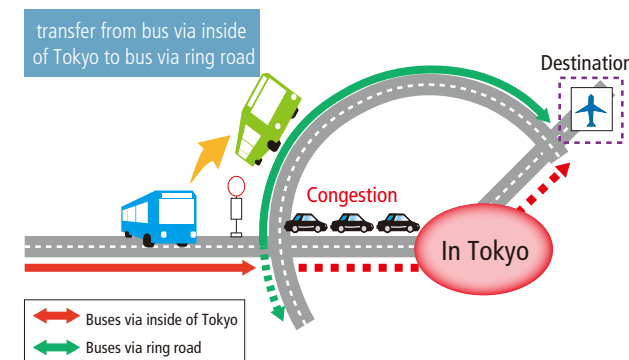 transfer from bus via inside
of Tokyo to bus via ring road
Destination
Congestion
In Tokyo
Buses via inside of Tokyo
Buses via ring road